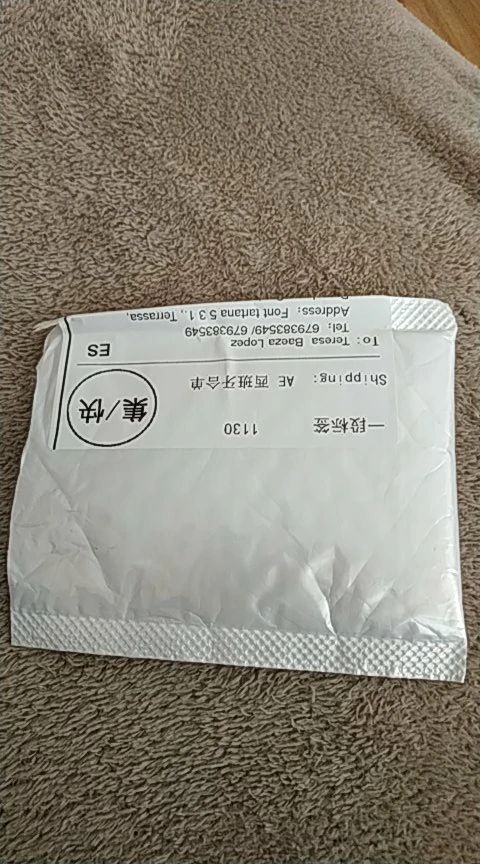 一段标签 1130
集/快
Shipping: AE 西班牙合单
To: Teresa Baeza Lopez ES
Tel: 679383549/ 679383549
Address: Font tartana 5 3 1,, Terrassa,